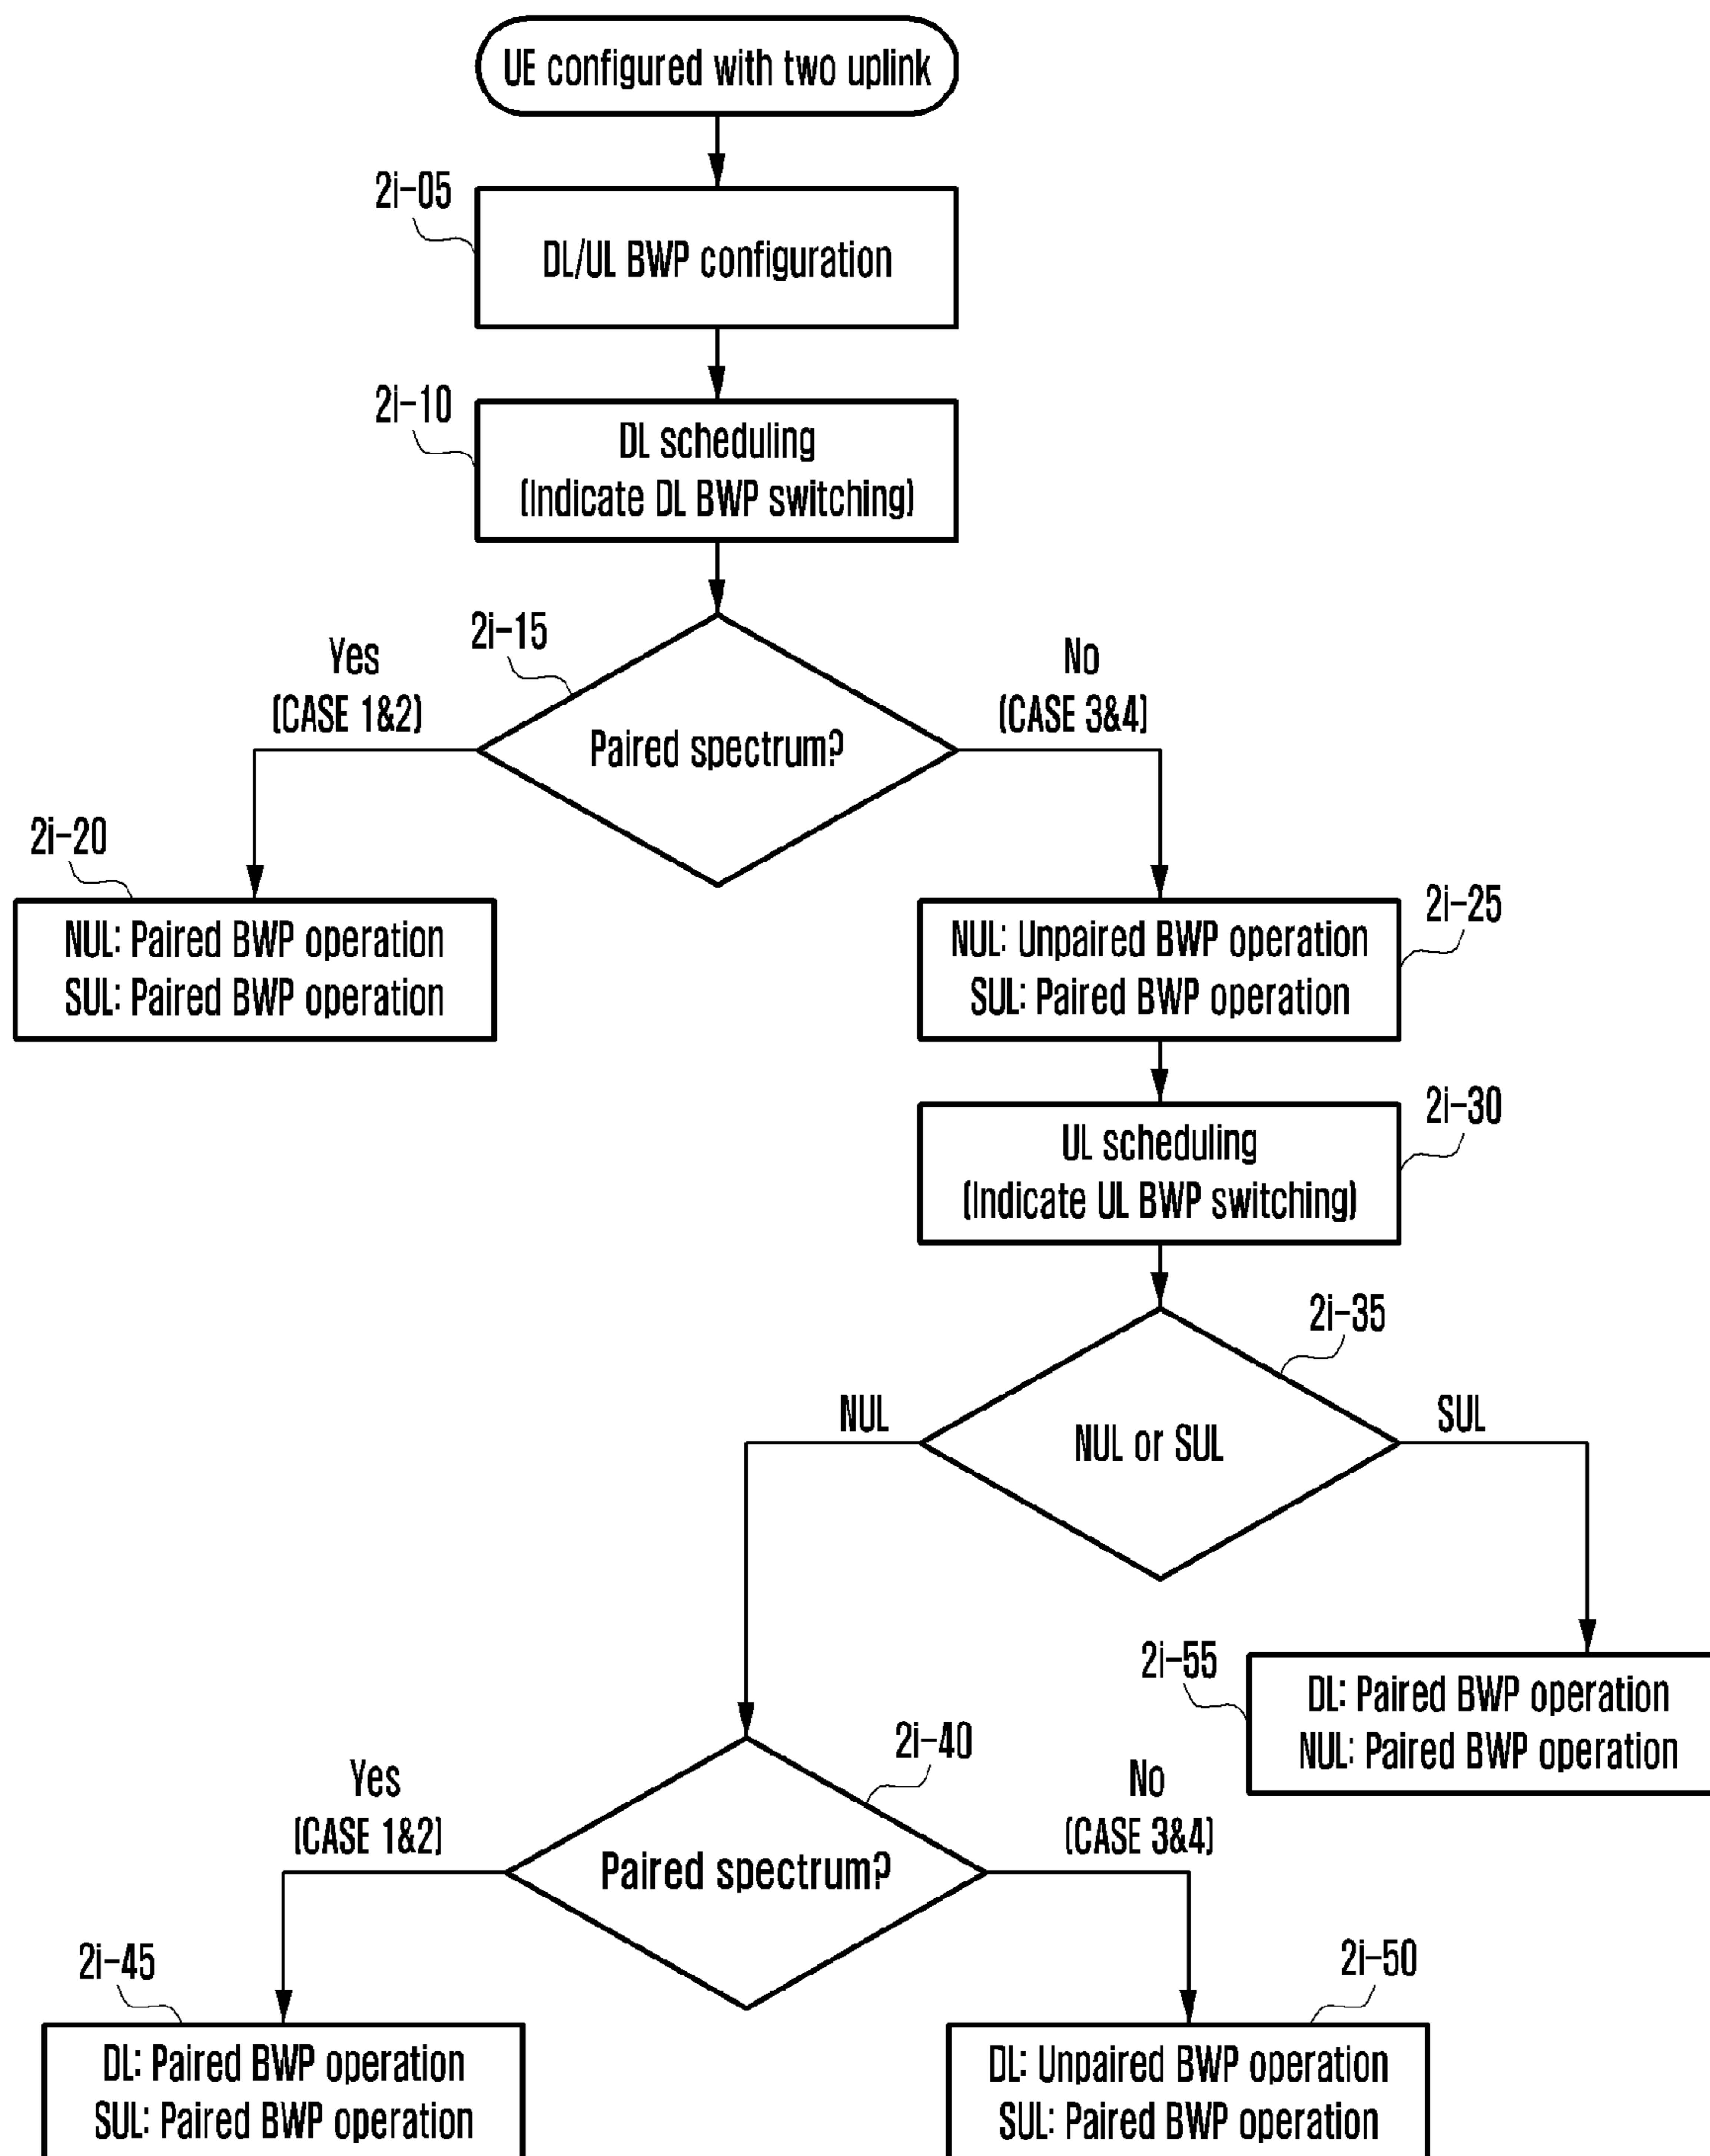 UE configured with two uplink
2i-05
DL/UL BWP configuration
2i-10
DL scheduling
(Indicate DL BWP switching)
2i-15
Yes
(CASE 1&2)
No
(CASE 3&4)
Paired spectrum?
2i-20
NUL: Paired BWP operation
SUL: Paired BWP operation
2i-25
NUL: Unpaired BWP operation
SUL: Paired BWP operation
2i-30
UL scheduling
(Indicate UL BWP switching)
2i-35
NUL
SUL
NUL or SUL
2i-55
DL: Paired BWP operation
NUL: Paired BWP operation
2i-40
Yes
(CASE 1&2)
No
(CASE 3&4)
Paired spectrum?
2i-45
DL: Paired BWP operation
SUL: Paired BWP operation
2i-50
DL: Unpaired BWP operation
SUL: Paired BWP operation